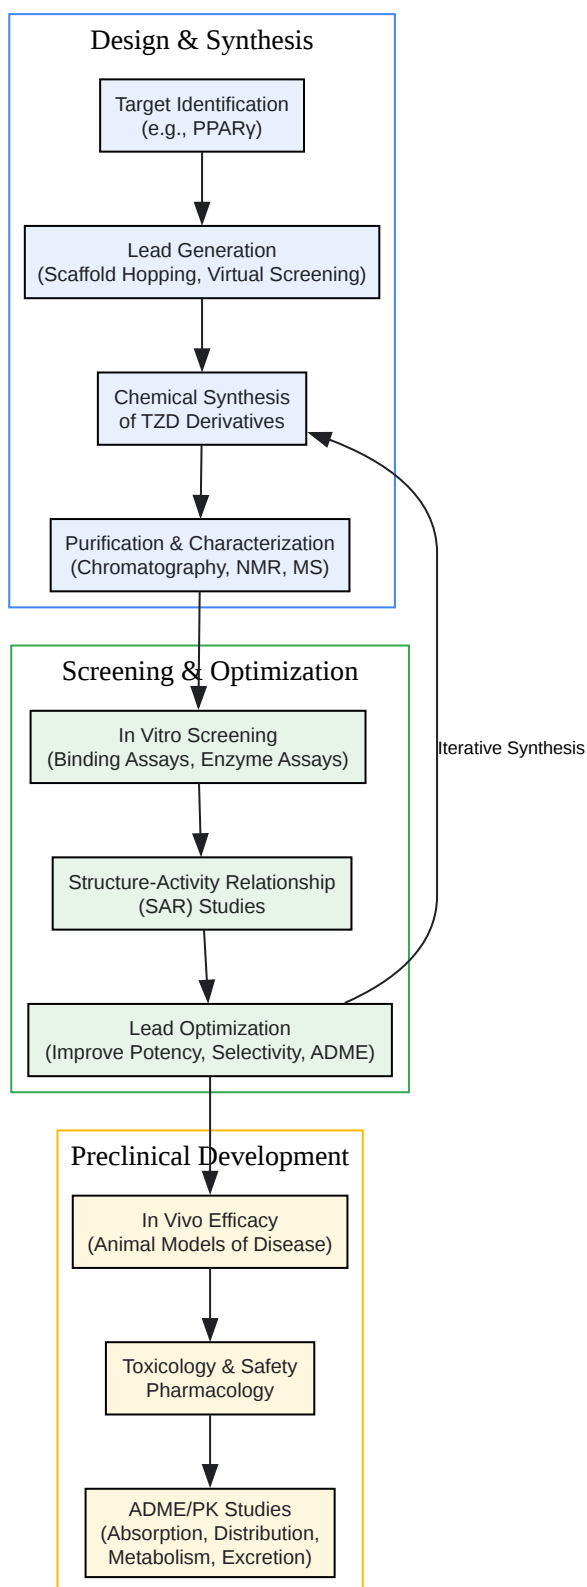 Design & Synthesis
Target Identification
(e.g., PPARγ)
Lead Generation
(Scaffold Hopping, Virtual Screening)
Chemical Synthesis
of TZD Derivatives
Purification & Characterization
(Chromatography, NMR, MS)
Screening & Optimization
In Vitro Screening
(Binding Assays, Enzyme Assays)
Iterative Synthesis
Structure-Activity Relationship
(SAR) Studies
Lead Optimization
(Improve Potency, Selectivity, ADME)
Preclinical Development
In Vivo Efficacy
(Animal Models of Disease)
Toxicology & Safety
Pharmacology
ADME/PK Studies
(Absorption, Distribution,
Metabolism, Excretion)